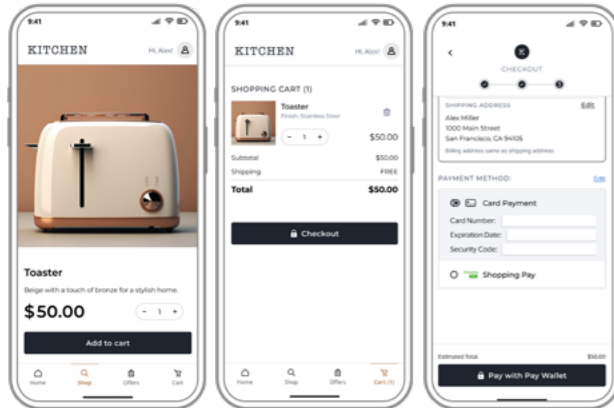 9:41
KITCHEN
Hi, Alex!
Toaster
Beige with a touch of bronze for a stylish home.
$50.00
- 1 +
Add to cart
Home Shop Offers Cart
9:41
KITCHEN
Hi, Alex!
SHOPPING CART (1)
Toaster
Finish: Stainless Steel
- 1 + $50.00
Subtotal $50.00
Shipping FREE
Total $50.00
Checkout
Home Shop Offers Cart (1)
9:41
K
CHECKOUT
3
SHIPPING ADDRESS Edit
Alex Miller
1000 Main Street
San Francisco, CA 94105
Billing address same as shipping address
PAYMENT METHOD: Edit
Card Payment
Card Number:
Expiration Date:
Security Code:
Shopping Pay
Estimated Total $50.00
Pay with Pay Wallet